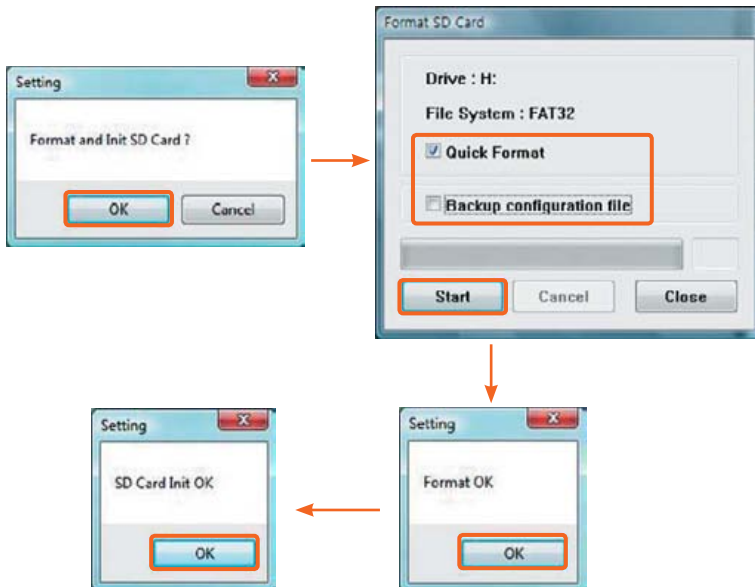 Setting
Format and Init SD Card ?
OK
Cancel
Format SD Card
Drive : H:
File System : FAT32
Quick Format
Backup configuration file
Start
Cancel
Close
Setting
Format OK
OK
Setting
SD Card Init OK
OK